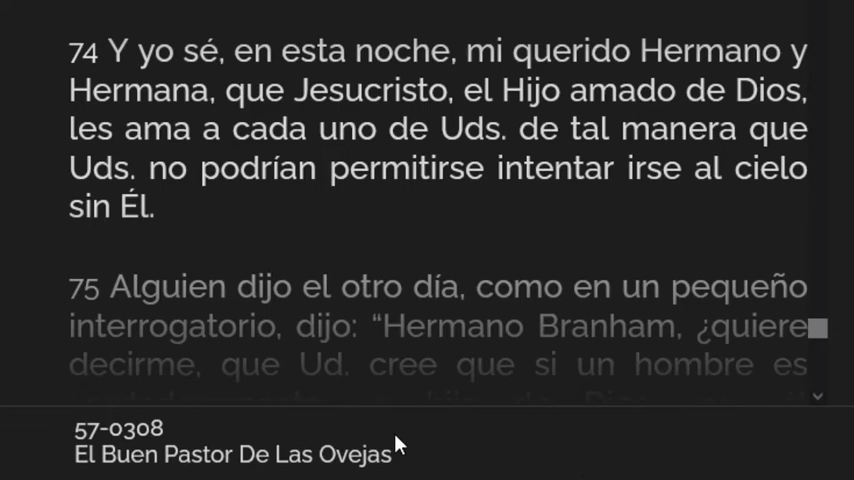 74 Y yo sé, en esta noche, mi querido Hermano y
Hermana, que Jesucristo, el Hijo amado de Dios,
les ama a cada uno de Uds. de tal manera que
Uds. no podrían permitirse intentar irse al cielo
sin Él.
75 Alguien dijo el otro día, como en un pequeño
interrogatorio, dijo: “Hermano Branham, ¿quiere
decirme, que Ud. cree que si un hombre es
57-0308
El Buen Pastor De Las Ovejas